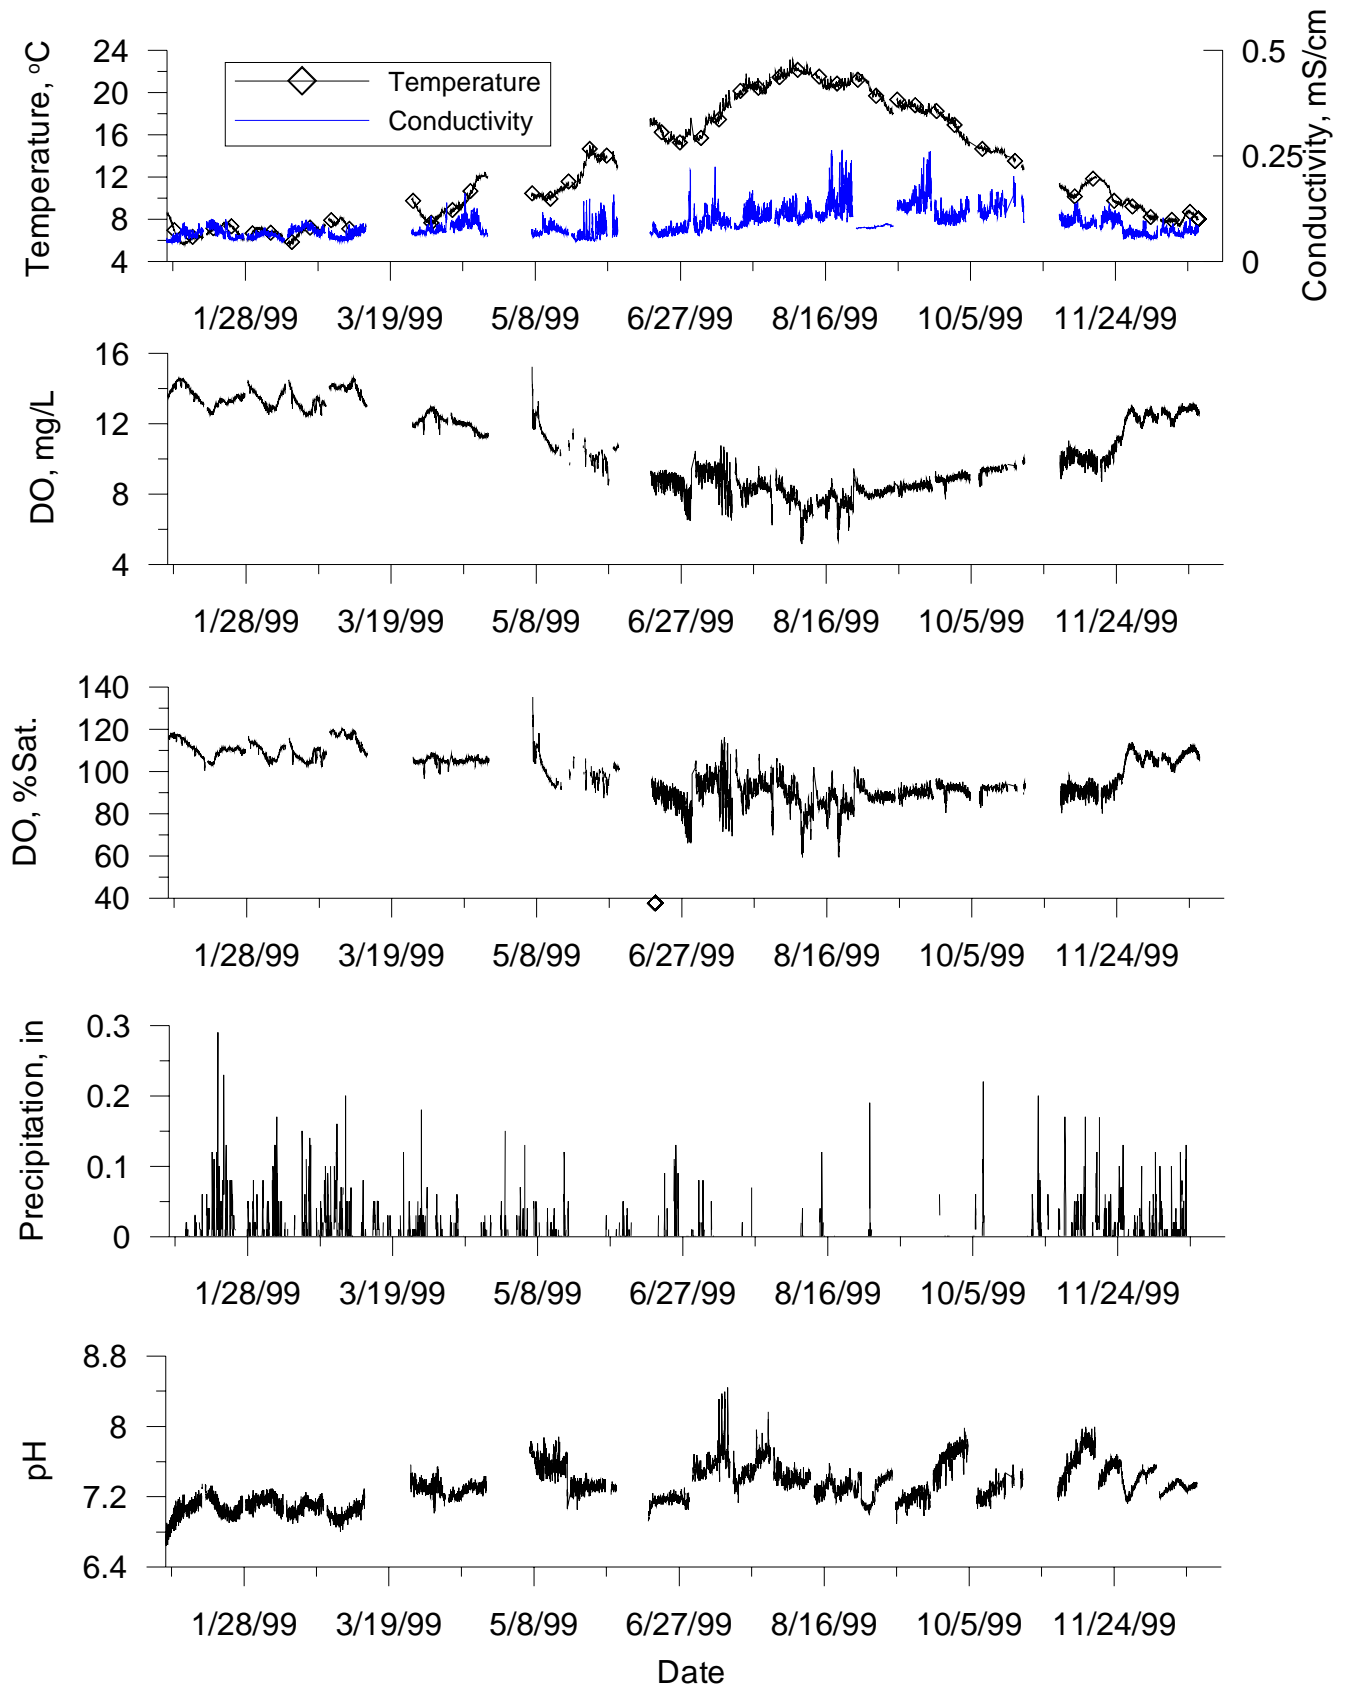 Temperature, °C
24
20
16
12
8
4
Temperature
Conductivity
0.5
0.25
0
Conductivity, mS/cm
1/28/99 3/19/99 5/8/99 6/27/99 8/16/99 10/5/99 11/24/99
DO, mg/L
16
12
8
4
1/28/99 3/19/99 5/8/99 6/27/99 8/16/99 10/5/99 11/24/99
DO, %Sat.
140
120
100
80
60
40
1/28/99 3/19/99 5/8/99 6/27/99 8/16/99 10/5/99 11/24/99
Precipitation, in
0.3
0.2
0.1
0
1/28/99 3/19/99 5/8/99 6/27/99 8/16/99 10/5/99 11/24/99
pH
8.8
8
7.2
6.4
1/28/99 3/19/99 5/8/99 6/27/99 8/16/99 10/5/99 11/24/99
Date